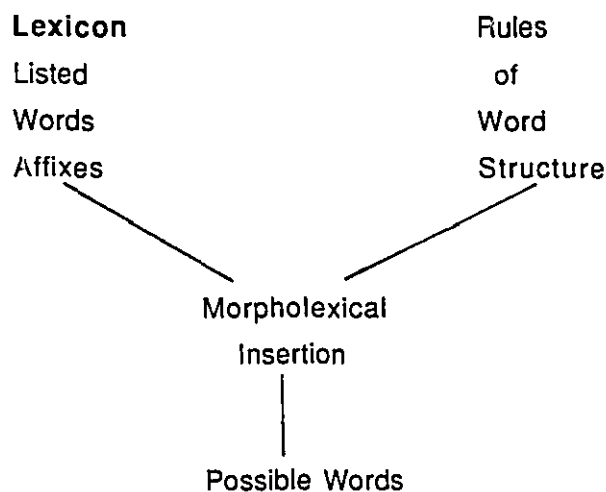 Lexicon
Listed
Words
Affixes
Rules
of
Word
Structure
Morpholexical
Insertion
Possible Words